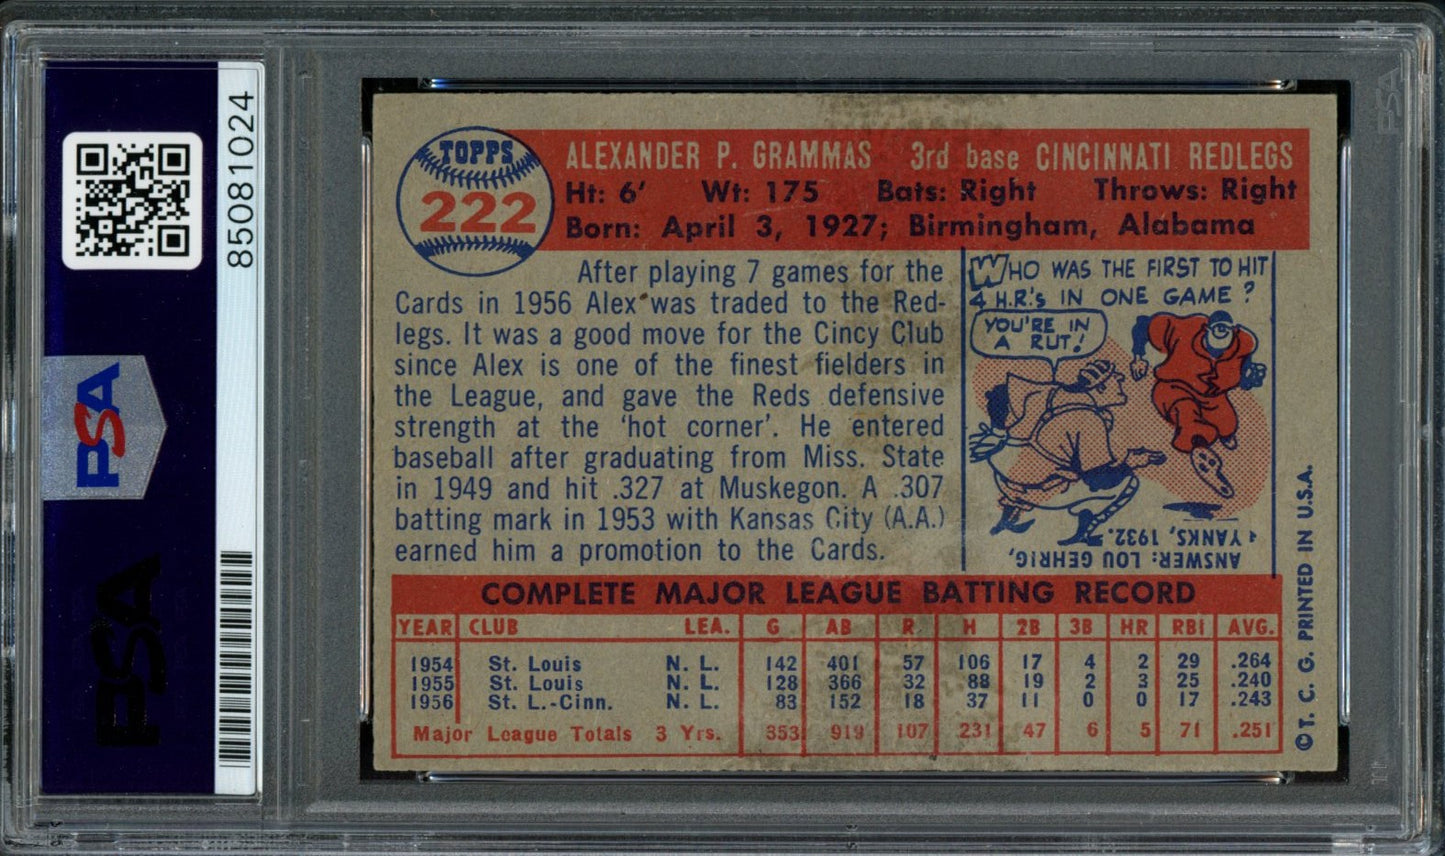 85081024
PSA
PSA
PSA
TOPPS
222
ALEXANDER P. GRAMMAS 3rd base CINCINNATI REDLEGS
Ht: 6' Wt: 175 Bats: Right Throws: Right
Born: April 3, 1927; Birmingham, Alabama
After playing 7 games for the
Cards in 1956 Alex was traded to the Red-
legs. It was a good move for the Cincy Club
since Alex is one of the finest fielders in
the League, and gave the Reds defensive
strength at the 'hot corner'. He entered
baseball after graduating from Miss. State
in 1949 and hit .327 at Muskegon. A .307
batting mark in 1953 with Kansas City (A.A.)
earned him a promotion to the Cards.
WHO WAS THE FIRST TO HIT
4 H.R.'s IN ONE GAME?
YOU'RE IN
A RUT!
ANSWER: LOU GEHRIG,
YANKS, 1932.
COMPLETE MAJOR LEAGUE BATTING RECORD
YEAR CLUB LEA. G AB R H 2B 3B HR RBI AVG.
1954 St. Louis N. L. 142 401 57 106 17 4 2 29 .264
1955 St. Louis N. L. 128 366 32 88 19 2 3 25 .240
1956 St. L.-Cinn. N. L. 83 152 18 37 11 0 0 17 .243
Major League Totals 3 Yrs. 353 919 107 231 47 6 5 71 .251
©T. C. G. PRINTED IN U.S.A.